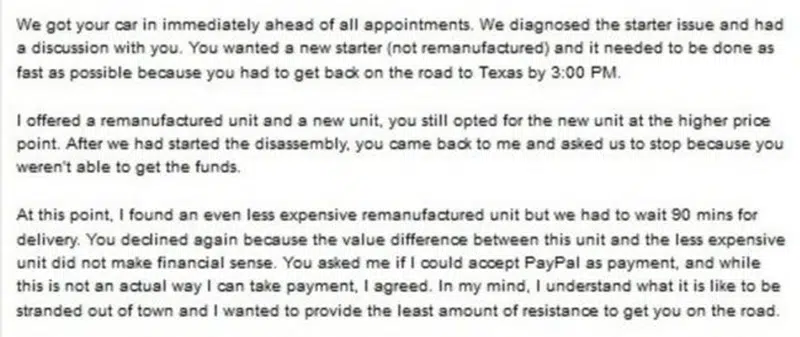 We got your car in immediately ahead of all appointments. We diagnosed the starter issue and had
a discussion with you. You wanted a new starter (not remanufactured) and it needed to be done as
fast as possible because you had to get back on the road to Texas by 3:00 PM.
I offered a remanufactured unit and a new unit, you still opted for the new unit at the higher price
point. After we had started the disassembly, you came back to me and asked us to stop because you
weren't able to get the funds.
At this point, I found an even less expensive remanufactured unit but we had to wait 90 mins for
delivery. You declined again because the value difference between this unit and the less expensive
unit did not make financial sense. You asked me if I could accept PayPal as payment, and while
this is not an actual way I can take payment, I agreed. In my mind, I understand what it is like to be
stranded out of town and I wanted to provide the least amount of resistance to get you on the road.